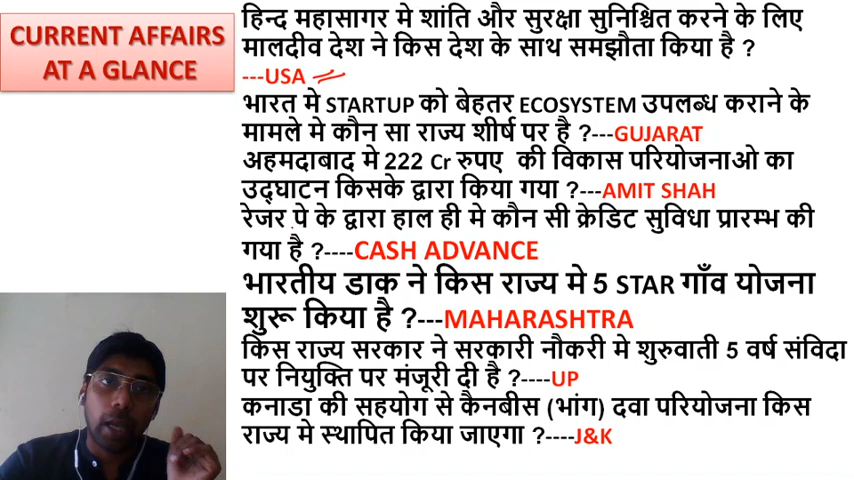 CURRENT AFFAIRS
AT A GLANCE
हिन्द महासागर मे शांति और सुरक्षा सुनिश्चित करने के लिए
मालदीव देश ने किस देश के साथ समझौता किया है ?
---USA
भारत मे STARTUP को बेहतर ECOSYSTEM उपलब्ध कराने के
मामले मे कौन सा राज्य शीर्ष पर है ?---GUJARAT
अहमदाबाद मे 222 Cr रुपए की विकास परियोजनाओ का
उद्घाटन किसके द्वारा किया गया ?---AMIT SHAH
रेजर पे के द्वारा हाल ही मे कौन सी क्रेडिट सुविधा प्रारम्भ की
गया है ?----CASH ADVANCE
भारतीय डाक ने किस राज्य मे 5 STAR गाँव योजना
शुरू किया है ?---MAHARASHTRA
किस राज्य सरकार ने सरकारी नौकरी मे शुरुवाती 5 वर्ष संविदा
पर नियुक्ति पर मंजूरी दी है ?----UP
कनाडा की सहयोग से कैनबीस (भांग) दवा परियोजना किस
राज्य मे स्थापित किया जाएगा ?----J&K